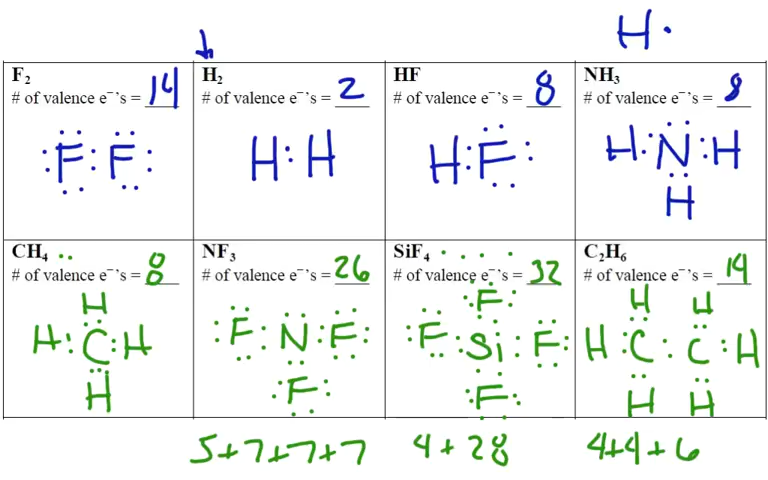 H·
F₂
# of valence e⁻'s = 14
:F:F:
H₂
# of valence e⁻'s = 2
H:H
HF
# of valence e⁻'s = 8
H:F:
NH₃
# of valence e⁻'s = 8
H:N:H
H
CH₄
# of valence e⁻'s = 8
H
H:C:H
H
NF₃
# of valence e⁻'s = 26
:F:N:F:
:F:
SiF₄
# of valence e⁻'s = 32
:F:
:F:Si:F:
:F:
C₂H₆
# of valence e⁻'s = 14
H H
H:C:C:H
H H
5+7+7+7
4+28
4+4+6